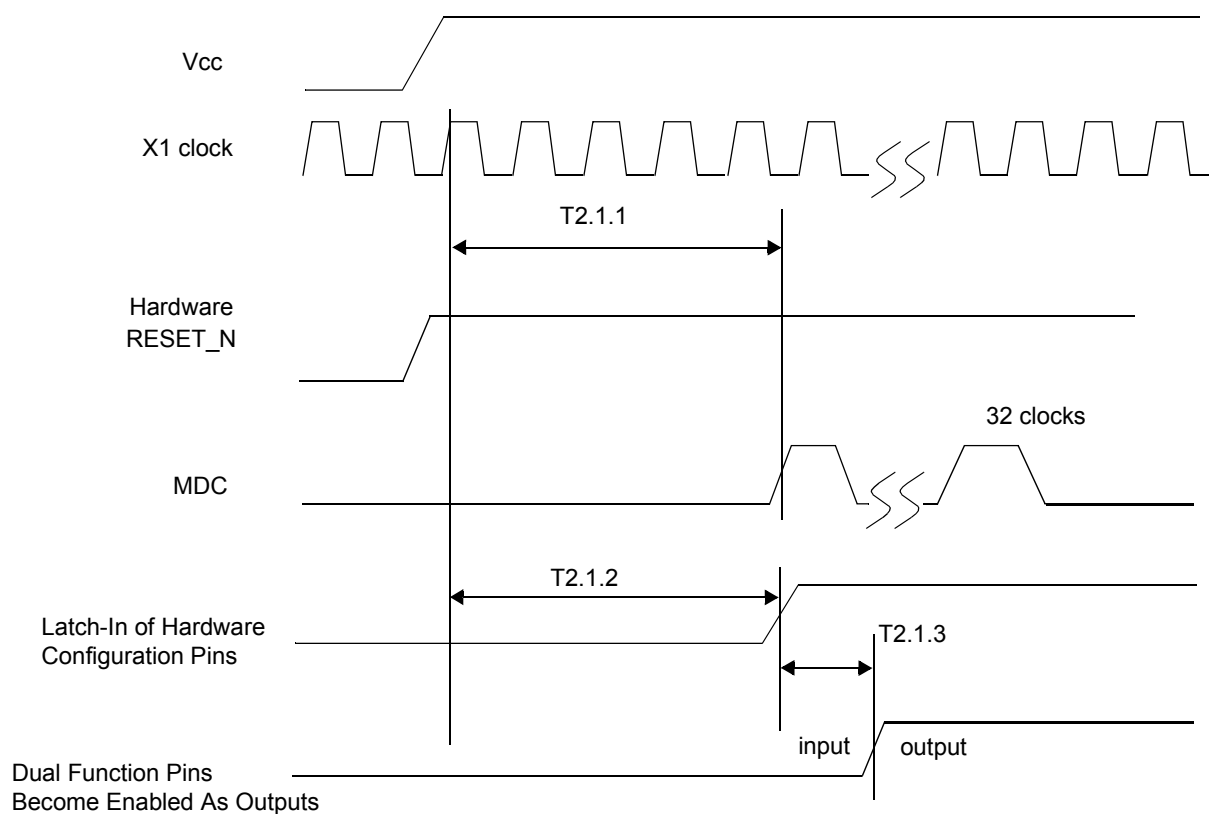 Vcc
X1 clock
T2.1.1
Hardware
RESET_N
32 clocks
MDC
T2.1.2
Latch-In of Hardware
Configuration Pins
T2.1.3
input
output
Dual Function Pins
Become Enabled As Outputs